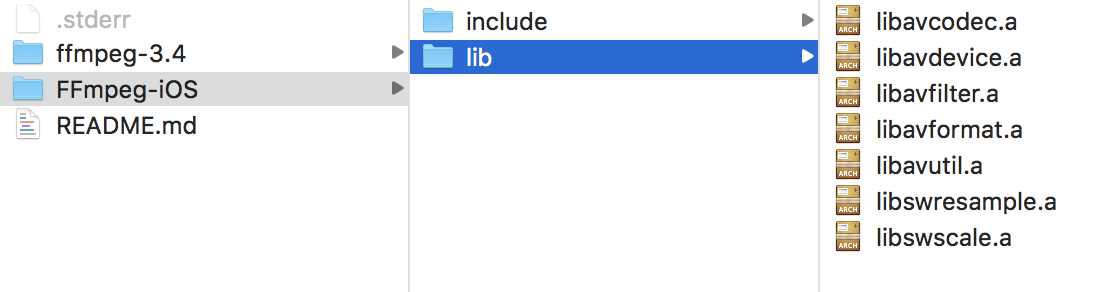 .stderr
ffmpeg-3.4
FFmpeg-iOS
README.md
include
lib
libavcodec.a
libavdevice.a
libavfilter.a
libavformat.a
libavutil.a
libswresample.a
libswscale.a
ARCH
ARCH
ARCH
ARCH
ARCH
ARCH
ARCH